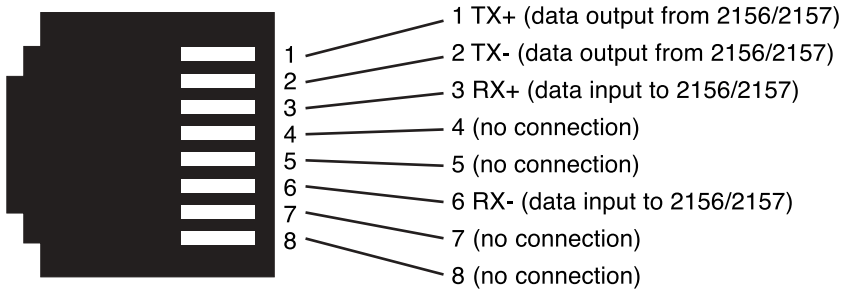 1
2
3
4
5
6
7
8
1 TX+ (data output from 2156/2157)
2 TX- (data output from 2156/2157)
3 RX+ (data input to 2156/2157)
4 (no connection)
5 (no connection)
6 RX- (data input to 2156/2157)
7 (no connection)
8 (no connection)